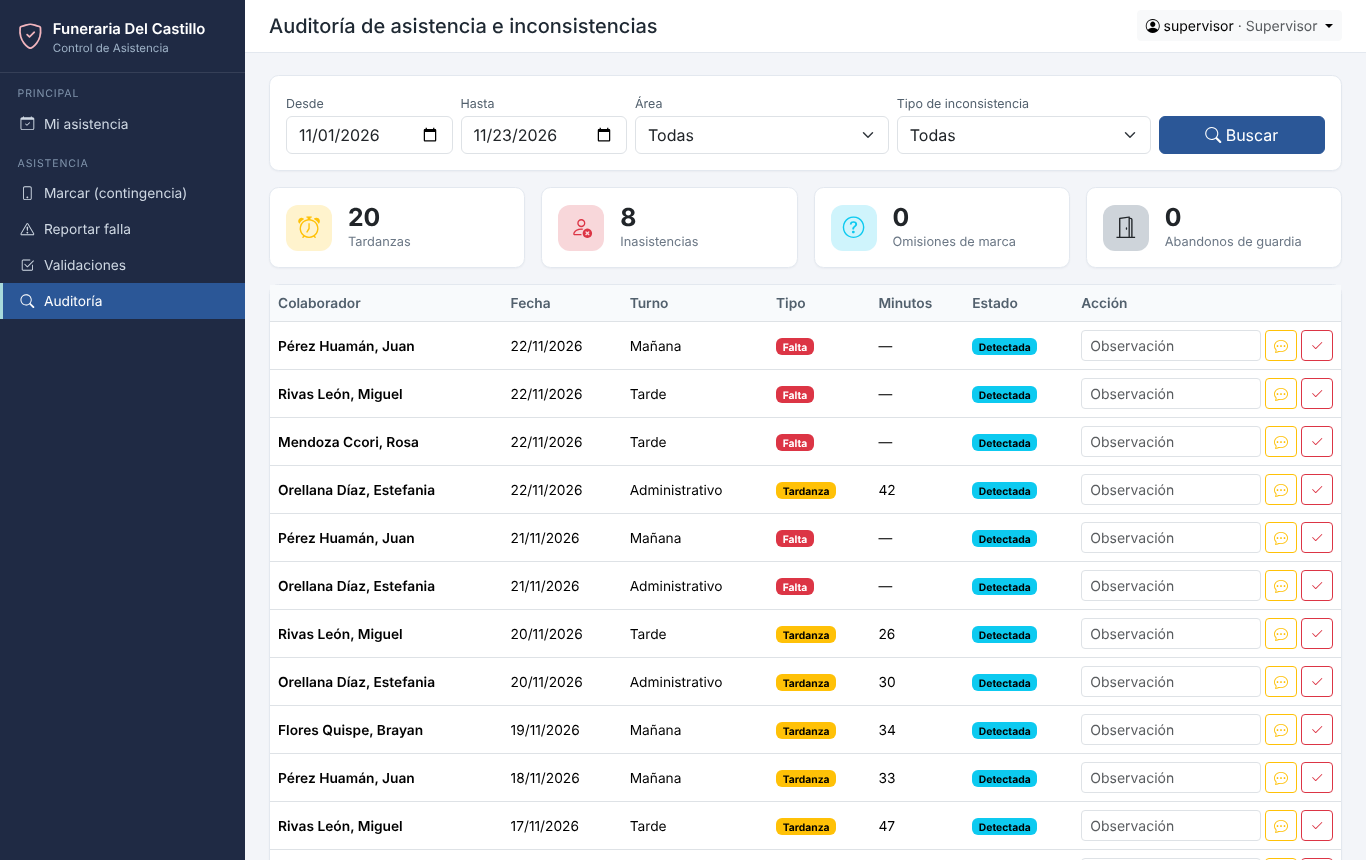 Funeraria Del Castillo
Control de Asistencia
PRINCIPAL
Mi asistencia
ASISTENCIA
Marcar (contingencia)
Reportar falla
Validaciones
Auditoría
Auditoría de asistencia e inconsistencias
supervisor · Supervisor
Desde Hasta Área Tipo de inconsistencia
11/01/2026 11/23/2026 Todas Todas Buscar
20 8 0 0
Tardanzas Inasistencias Omisiones de marca Abandonos de guardia
Colaborador Fecha Turno Tipo Minutos Estado Acción
Pérez Huamán, Juan 22/11/2026 Mañana Falta — Detectada Observación
Rivas León, Miguel 22/11/2026 Tarde Falta — Detectada Observación
Mendoza Ccori, Rosa 22/11/2026 Tarde Falta — Detectada Observación
Orellana Díaz, Estefania 22/11/2026 Administrativo Tardanza 42 Detectada Observación
Pérez Huamán, Juan 21/11/2026 Mañana Falta — Detectada Observación
Orellana Díaz, Estefania 21/11/2026 Administrativo Falta — Detectada Observación
Rivas León, Miguel 20/11/2026 Tarde Tardanza 26 Detectada Observación
Orellana Díaz, Estefania 20/11/2026 Administrativo Tardanza 30 Detectada Observación
Flores Quispe, Brayan 19/11/2026 Mañana Tardanza 34 Detectada Observación
Pérez Huamán, Juan 18/11/2026 Mañana Tardanza 33 Detectada Observación
Rivas León, Miguel 17/11/2026 Tarde Tardanza 47 Detectada Observación